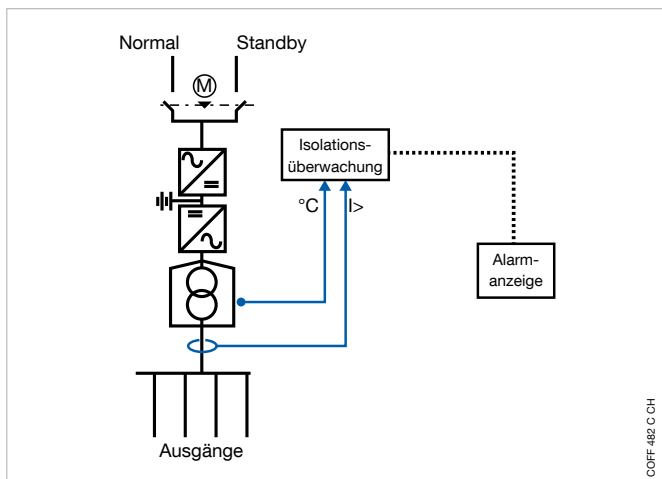 Normal Standby
M
Isolations-
überwachung
°C I>
Alarm-
anzeige
Ausgänge
COFF 482 C CH